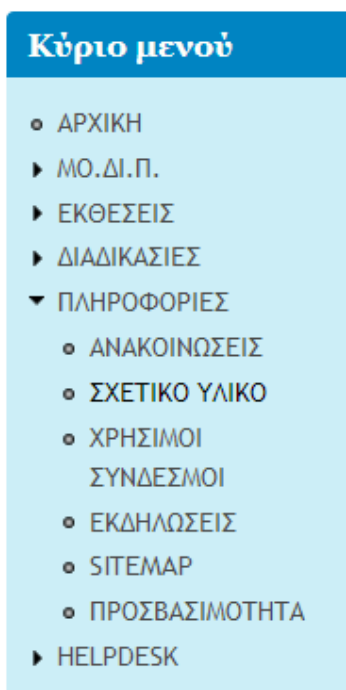 Κύριο μενού
ΑΡΧΙΚΗ
ΜΟ.ΔΙ.Π.
ΕΚΘΕΣΕΙΣ
ΔΙΑΔΙΚΑΣΙΕΣ
ΠΛΗΡΟΦΟΡΙΕΣ
ΑΝΑΚΟΙΝΩΣΕΙΣ
ΣΧΕΤΙΚΟ ΥΛΙΚΟ
ΧΡΗΣΙΜΟΙ
ΣΥΝΔΕΣΜΟΙ
ΕΚΔΗΛΩΣΕΙΣ
SITEMAP
ΠΡΟΣΒΑΣΙΜΟΤΗΤΑ
HELPDESK